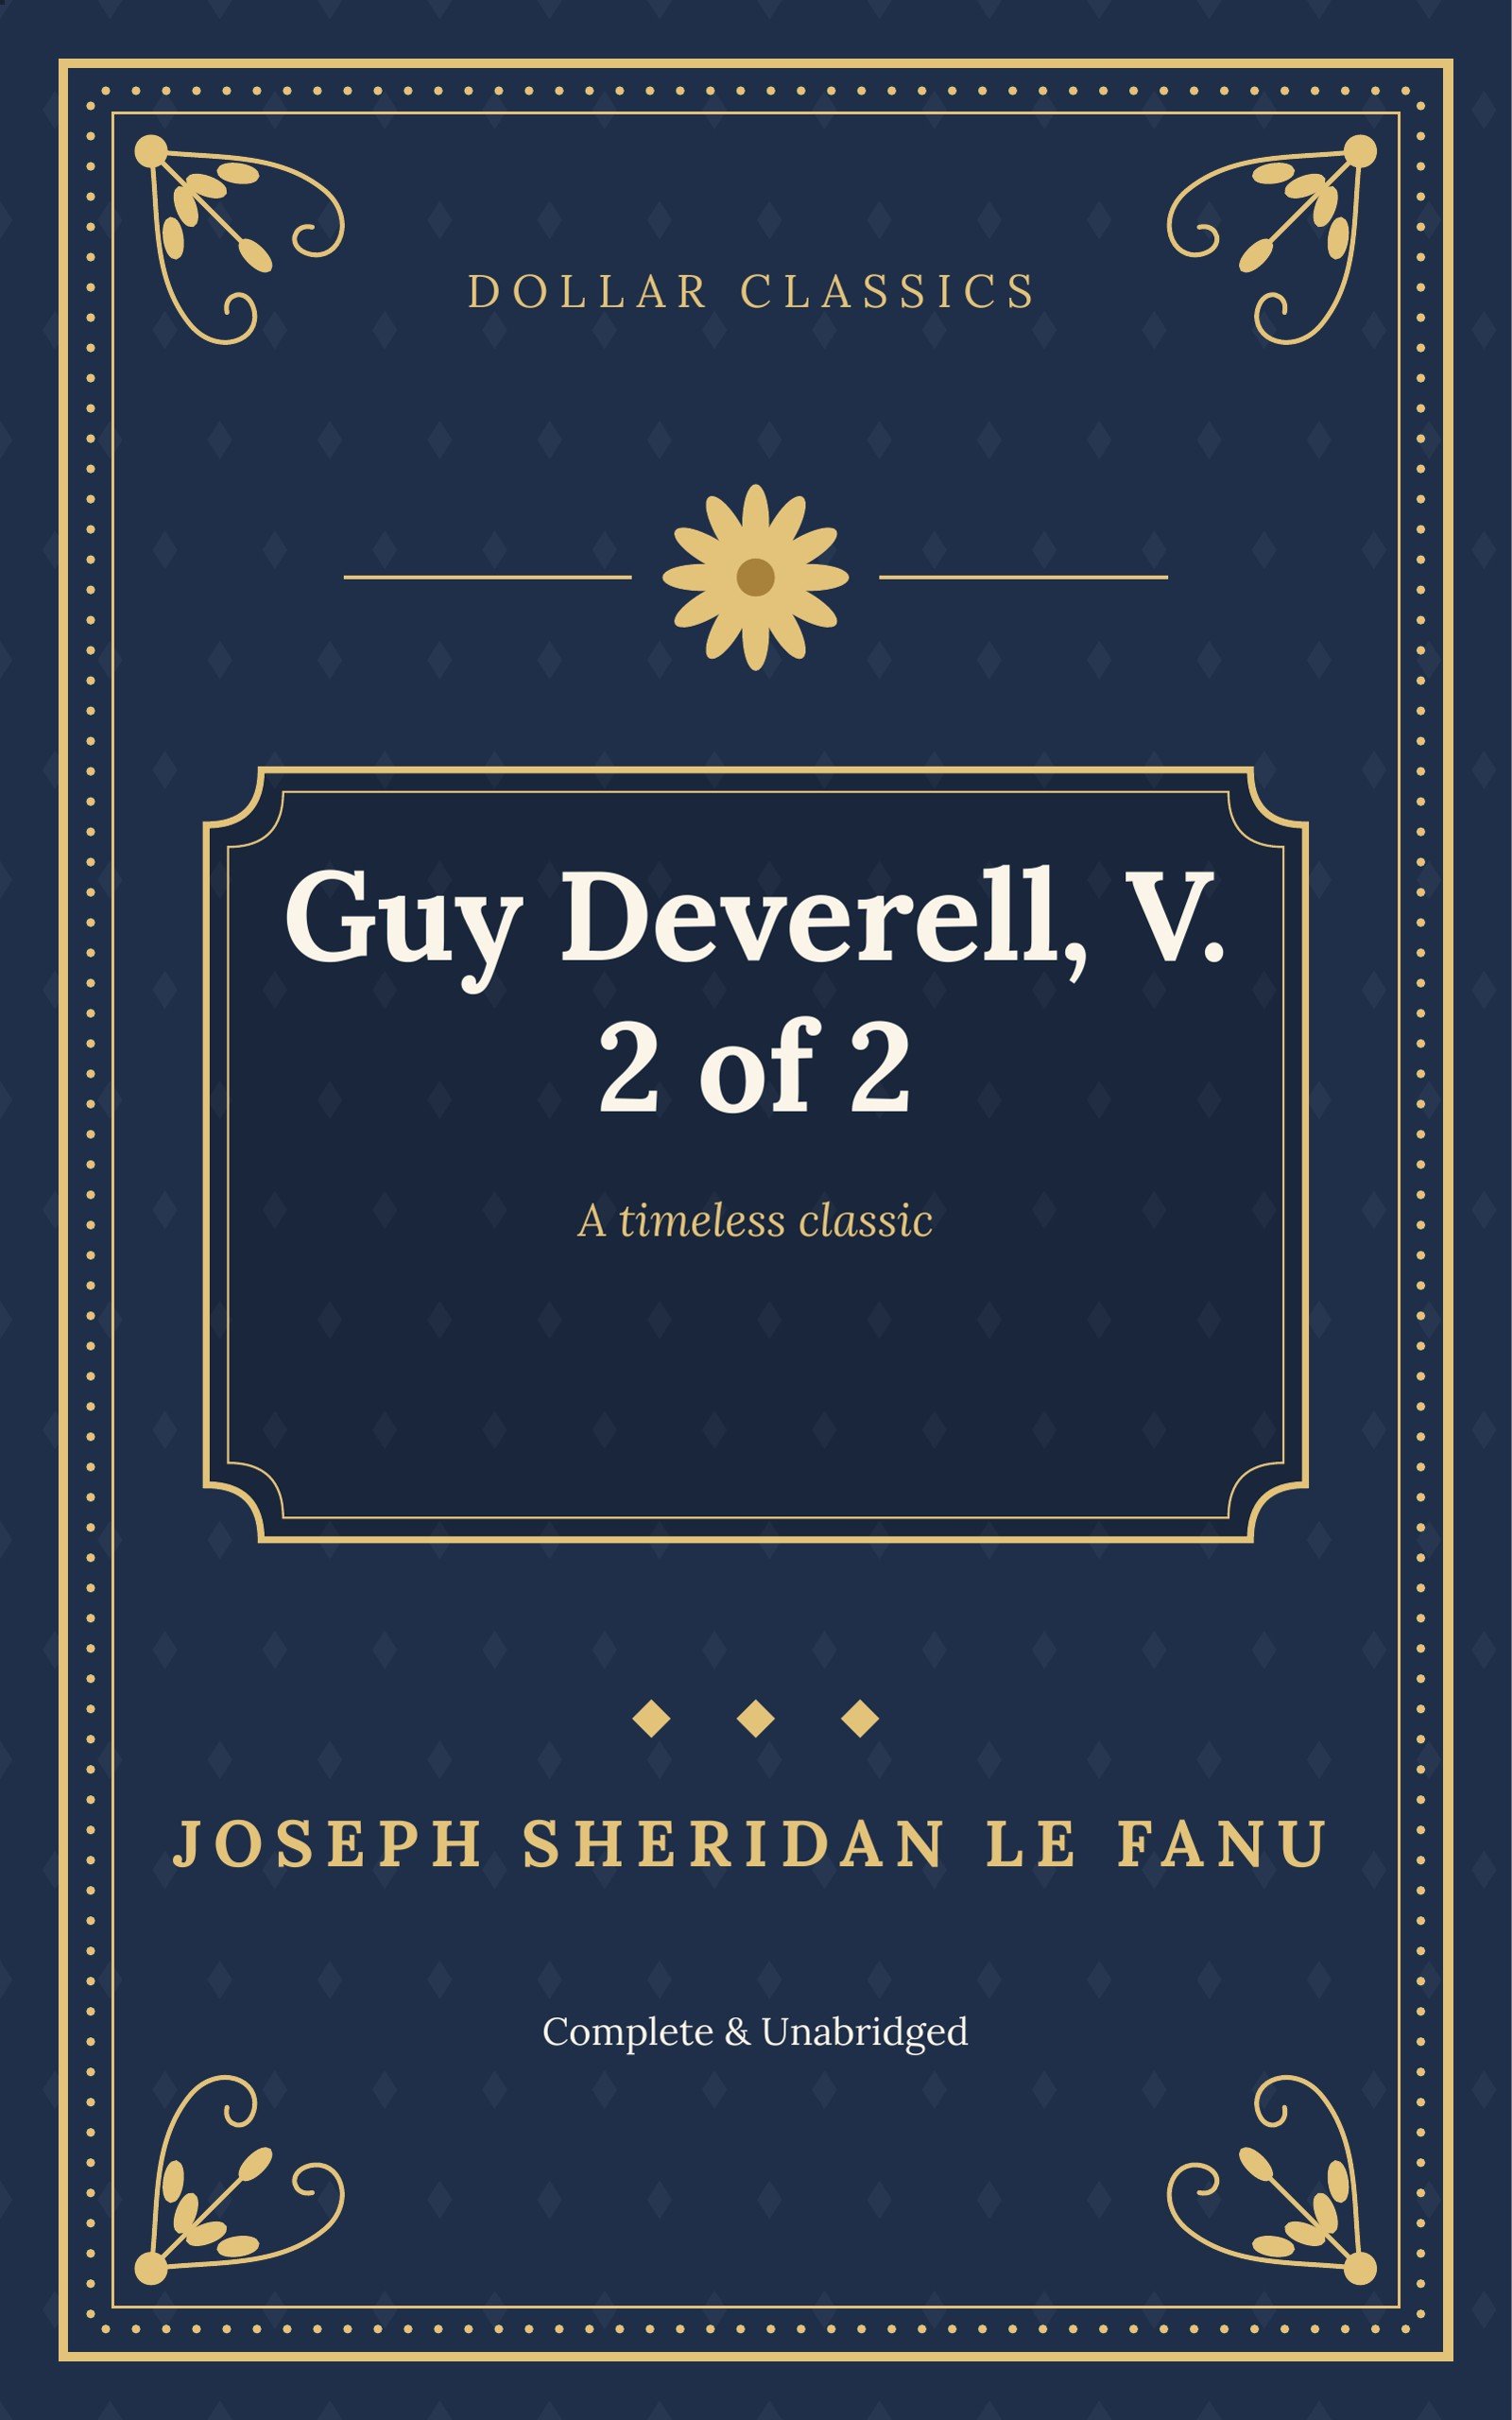 DOLLAR CLASSICS
Guy Deverell, V.
2 of 2
A timeless classic
JOSEPH SHERIDAN LE FANU
Complete & Unabridged